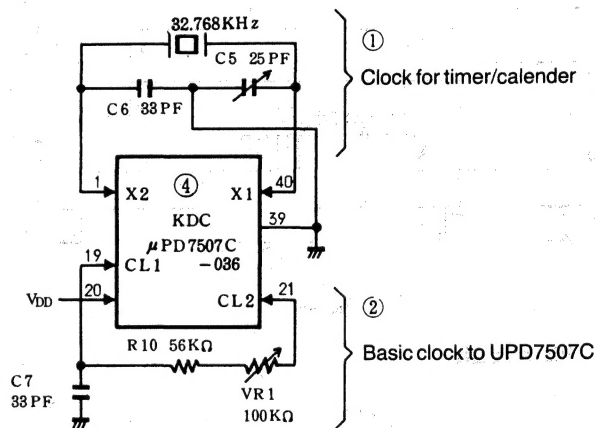 32.768KHz
①
C5 25PF
Clock for timer/calender
C6 33PF
1
④
40
X2
X1
KDC
39
μPD7507C
19
-036
CL1
VDD
20
21
CL2
②
R10 56KΩ
Basic clock to UPD7507C
C7
33PF
VR1
100KΩ